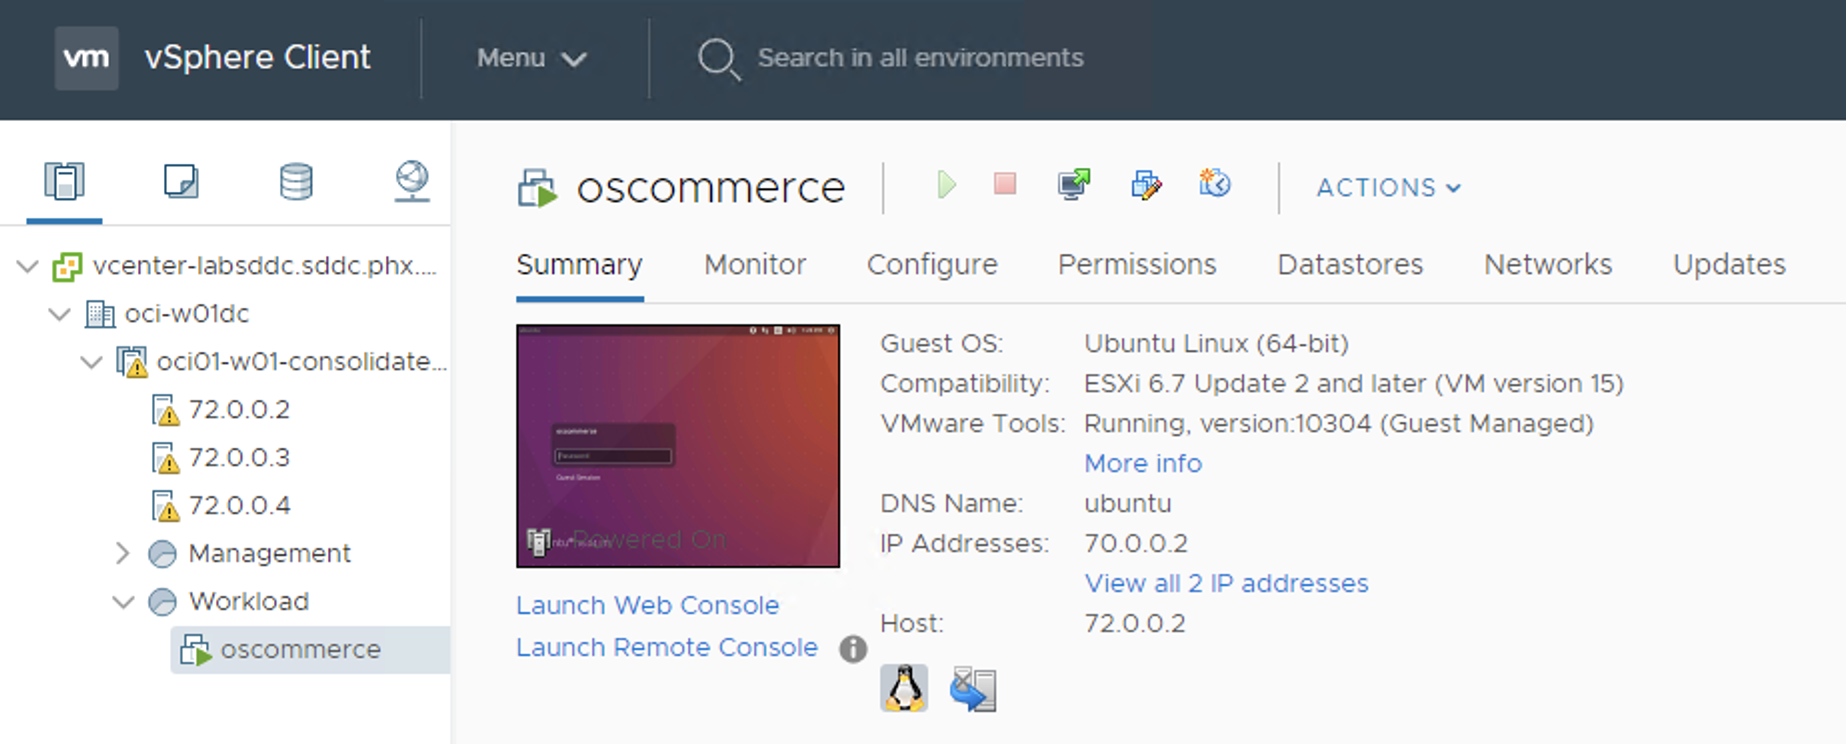 vm vSphere Client Menu Search in all environments
oscommerce ACTIONS
Summary Monitor Configure Permissions Datastores Networks Updates
vcenter-labsddc.sddc.phx....
oci-w01dc
oci01-w01-consolidate...
72.0.0.2
72.0.0.3
72.0.0.4
Management
Workload
oscommerce
oscommerce
Password
Guest Session
Powered On
Launch Web Console
Launch Remote Console
Guest OS: Ubuntu Linux (64-bit)
Compatibility: ESXi 6.7 Update 2 and later (VM version 15)
VMware Tools: Running, version:10304 (Guest Managed)
More info
DNS Name: ubuntu
IP Addresses: 70.0.0.2
View all 2 IP addresses
Host: 72.0.0.2